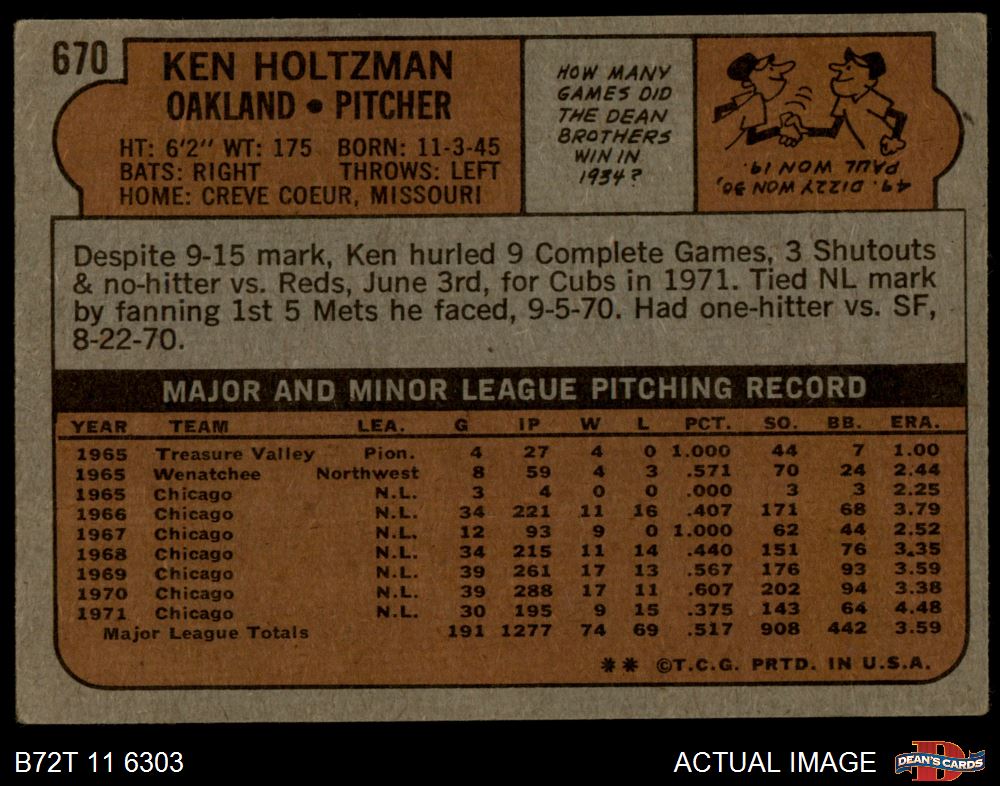 670
KEN HOLTZMAN
OAKLAND • PITCHER
HT: 6'2" WT: 175 BORN: 11-3-45
BATS: RIGHT THROWS: LEFT
HOME: CREVE COEUR, MISSOURI
HOW MANY
GAMES DID
THE DEAN
BROTHERS
WIN IN
1934?
49. DIZZY WON 30,
PAUL WON 19.
Despite 9-15 mark, Ken hurled 9 Complete Games, 3 Shutouts
& no-hitter vs. Reds, June 3rd, for Cubs in 1971. Tied NL mark
by fanning 1st 5 Mets he faced, 9-5-70. Had one-hitter vs. SF,
8-22-70.
MAJOR AND MINOR LEAGUE PITCHING RECORD
YEAR TEAM LEA. G IP W L PCT. SO. BB. ERA.
1965 Treasure Valley Pion. 4 27 4 0 1.000 44 7 1.00
1965 Wenatchee Northwest 8 59 4 3 .571 70 24 2.44
1965 Chicago N.L. 3 4 0 0 .000 3 3 2.25
1966 Chicago N.L. 34 221 11 16 .407 171 68 3.79
1967 Chicago N.L. 12 93 9 0 1.000 62 44 2.52
1968 Chicago N.L. 34 215 11 14 .440 151 76 3.35
1969 Chicago N.L. 39 261 17 13 .567 176 93 3.59
1970 Chicago N.L. 39 288 17 11 .607 202 94 3.38
1971 Chicago N.L. 30 195 9 15 .375 143 64 4.48
Major League Totals 191 1277 74 69 .517 908 442 3.59
** ©T.C.G. PRTD. IN U.S.A.
B72T 11 6303
ACTUAL IMAGE
D
DEAN'S CARDS